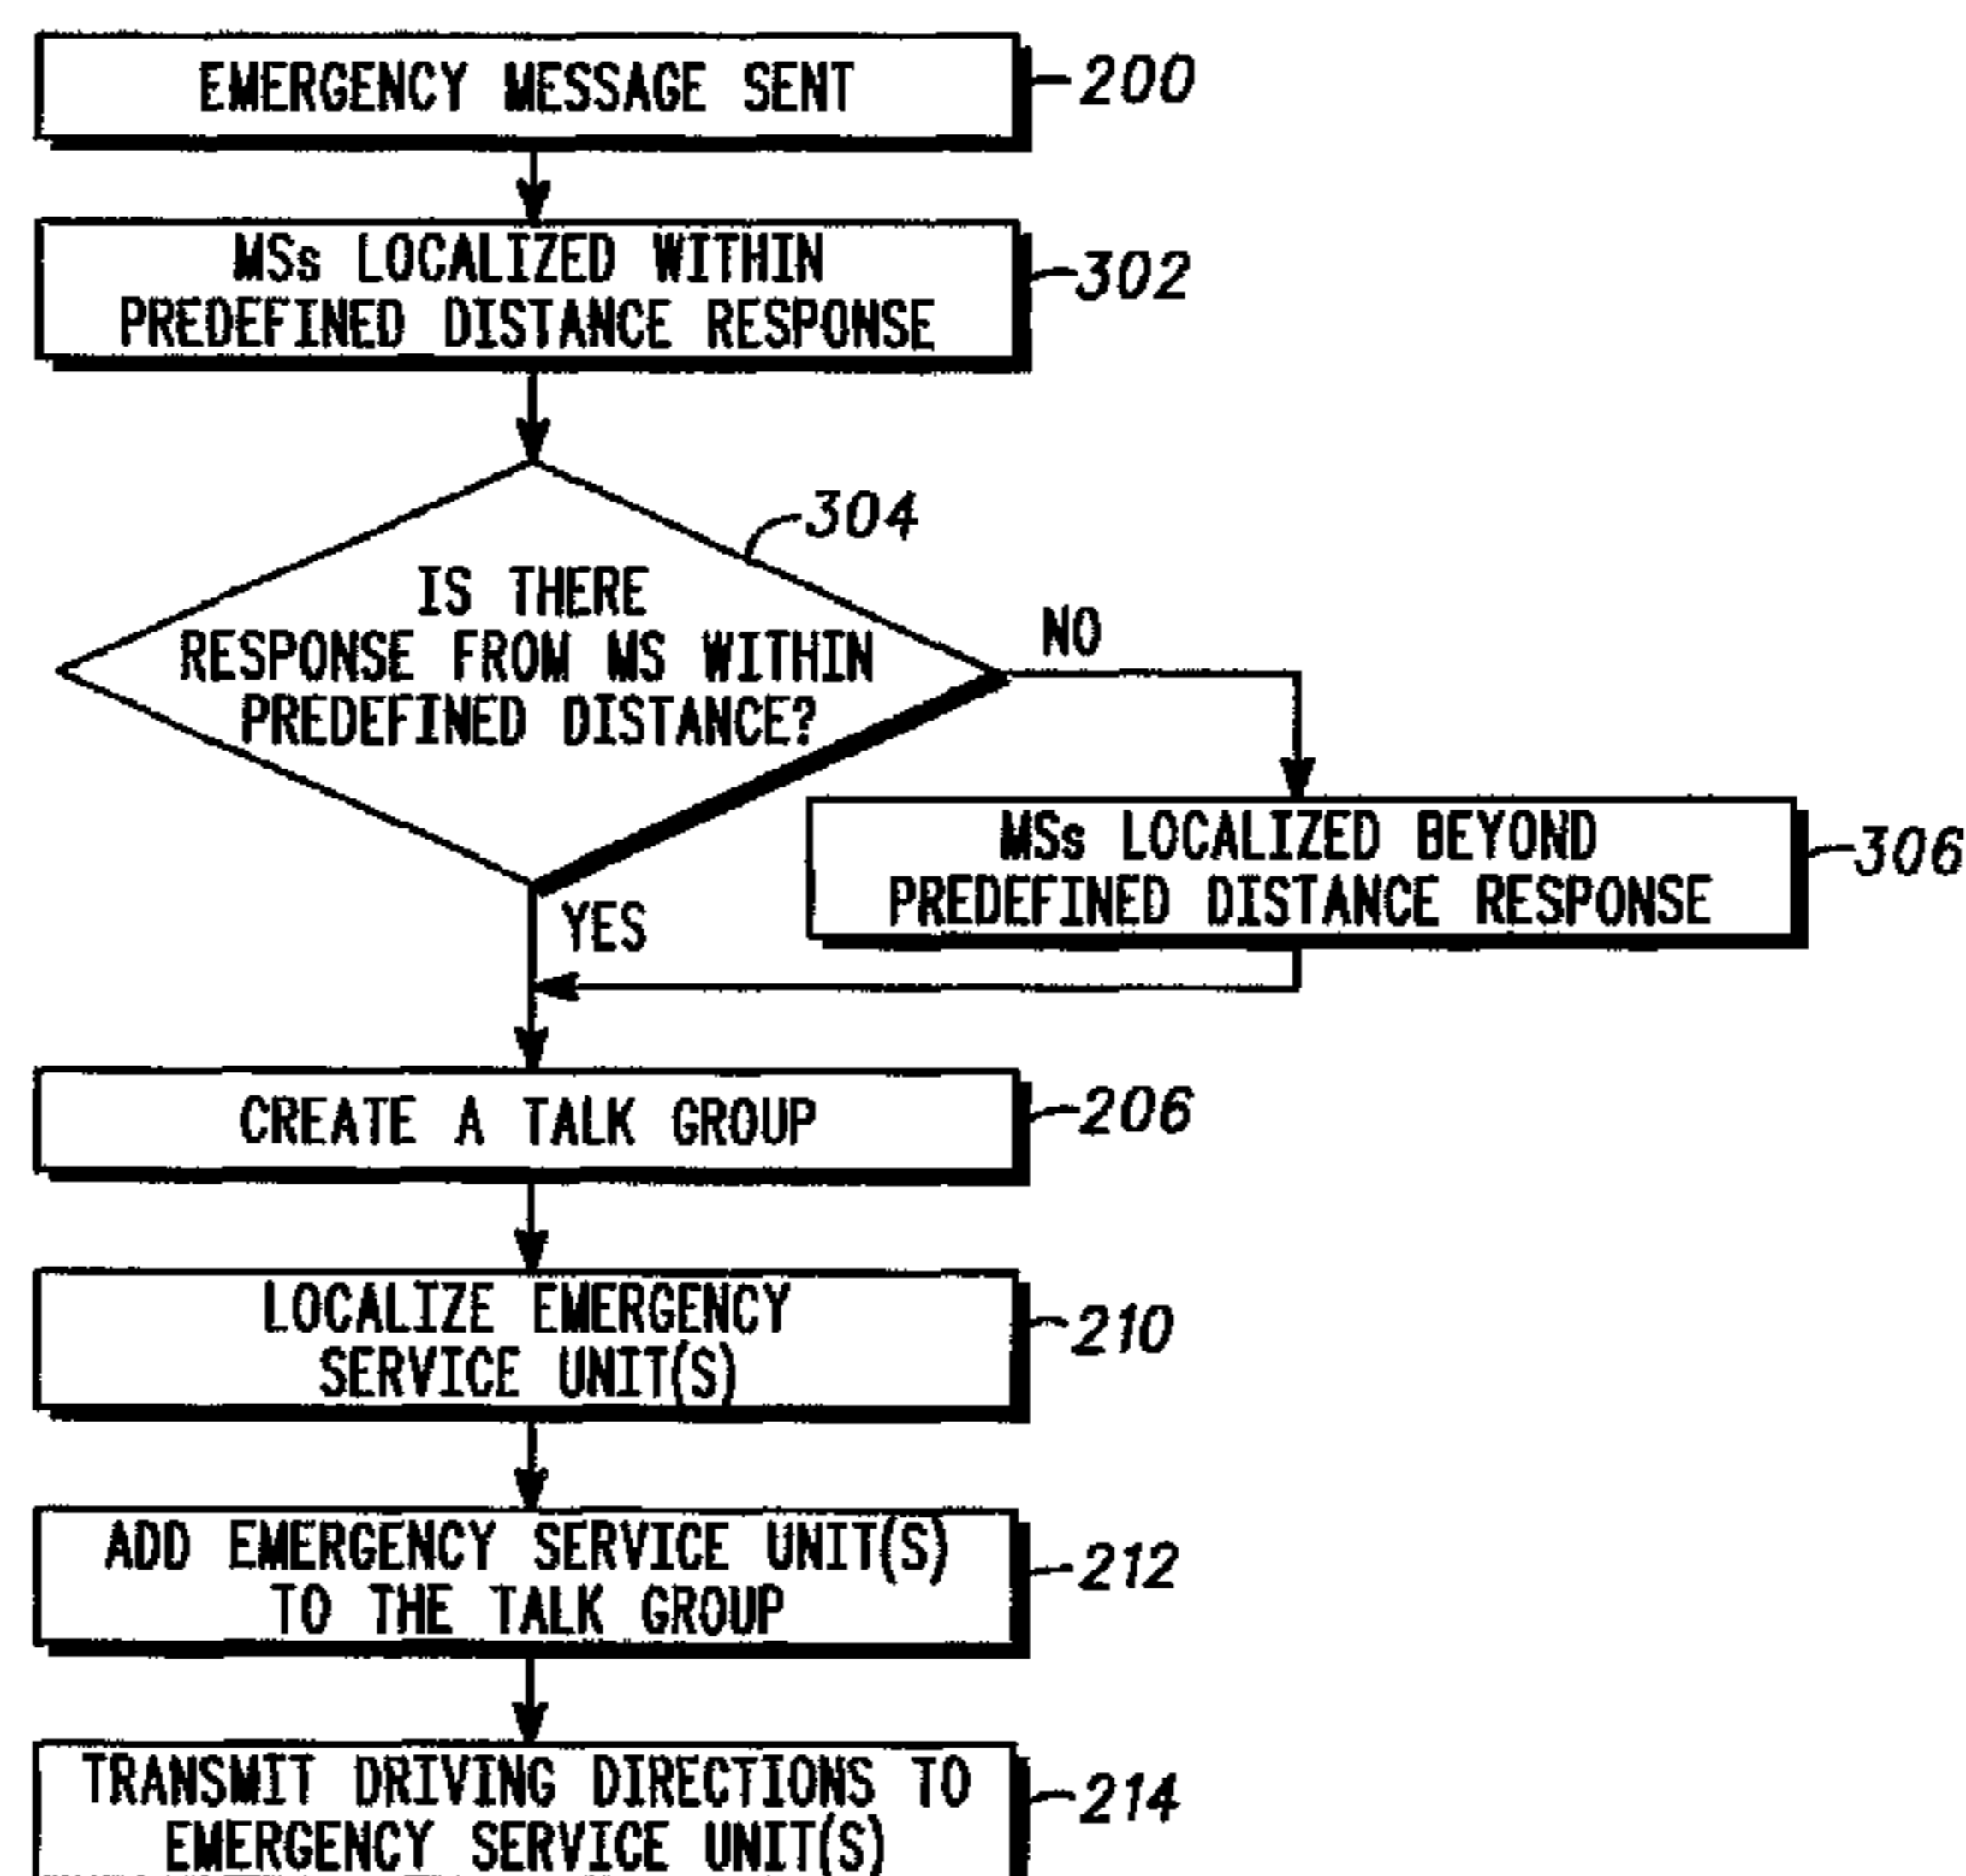 EMERGENCY MESSAGE SENT
200
MSs LOCALIZED WITHIN
PREDEFINED DISTANCE RESPONSE
302
304
IS THERE
RESPONSE FROM MS WITHIN
PREDEFINED DISTANCE?
NO
MSs LOCALIZED BEYOND
PREDEFINED DISTANCE RESPONSE
306
YES
CREATE A TALK GROUP
206
LOCALIZE EMERGENCY
SERVICE UNIT(S)
210
ADD EMERGENCY SERVICE UNIT(S)
TO THE TALK GROUP
212
TRANSMIT DRIVING DIRECTIONS TO
EMERGENCY SERVICE UNIT(S)
214